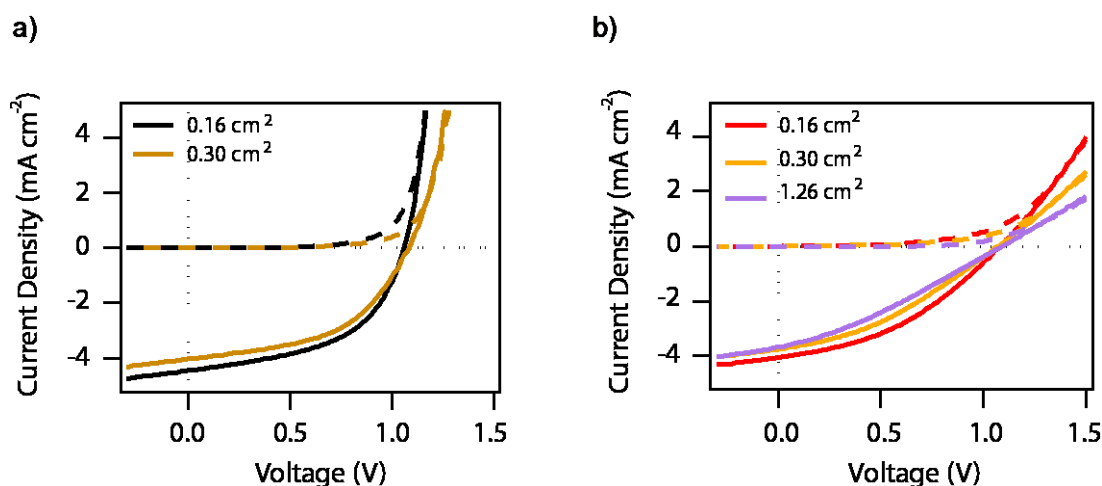 a)
0.16 cm²
0.30 cm²
4
2
0
-2
-4
0.0 0.5 1.0 1.5
Voltage (V)
Current Density (mA cm⁻²)
b)
0.16 cm²
0.30 cm²
1.26 cm²
4
2
0
-2
-4
0.0 0.5 1.0 1.5
Voltage (V)
Current Density (mA cm⁻²)